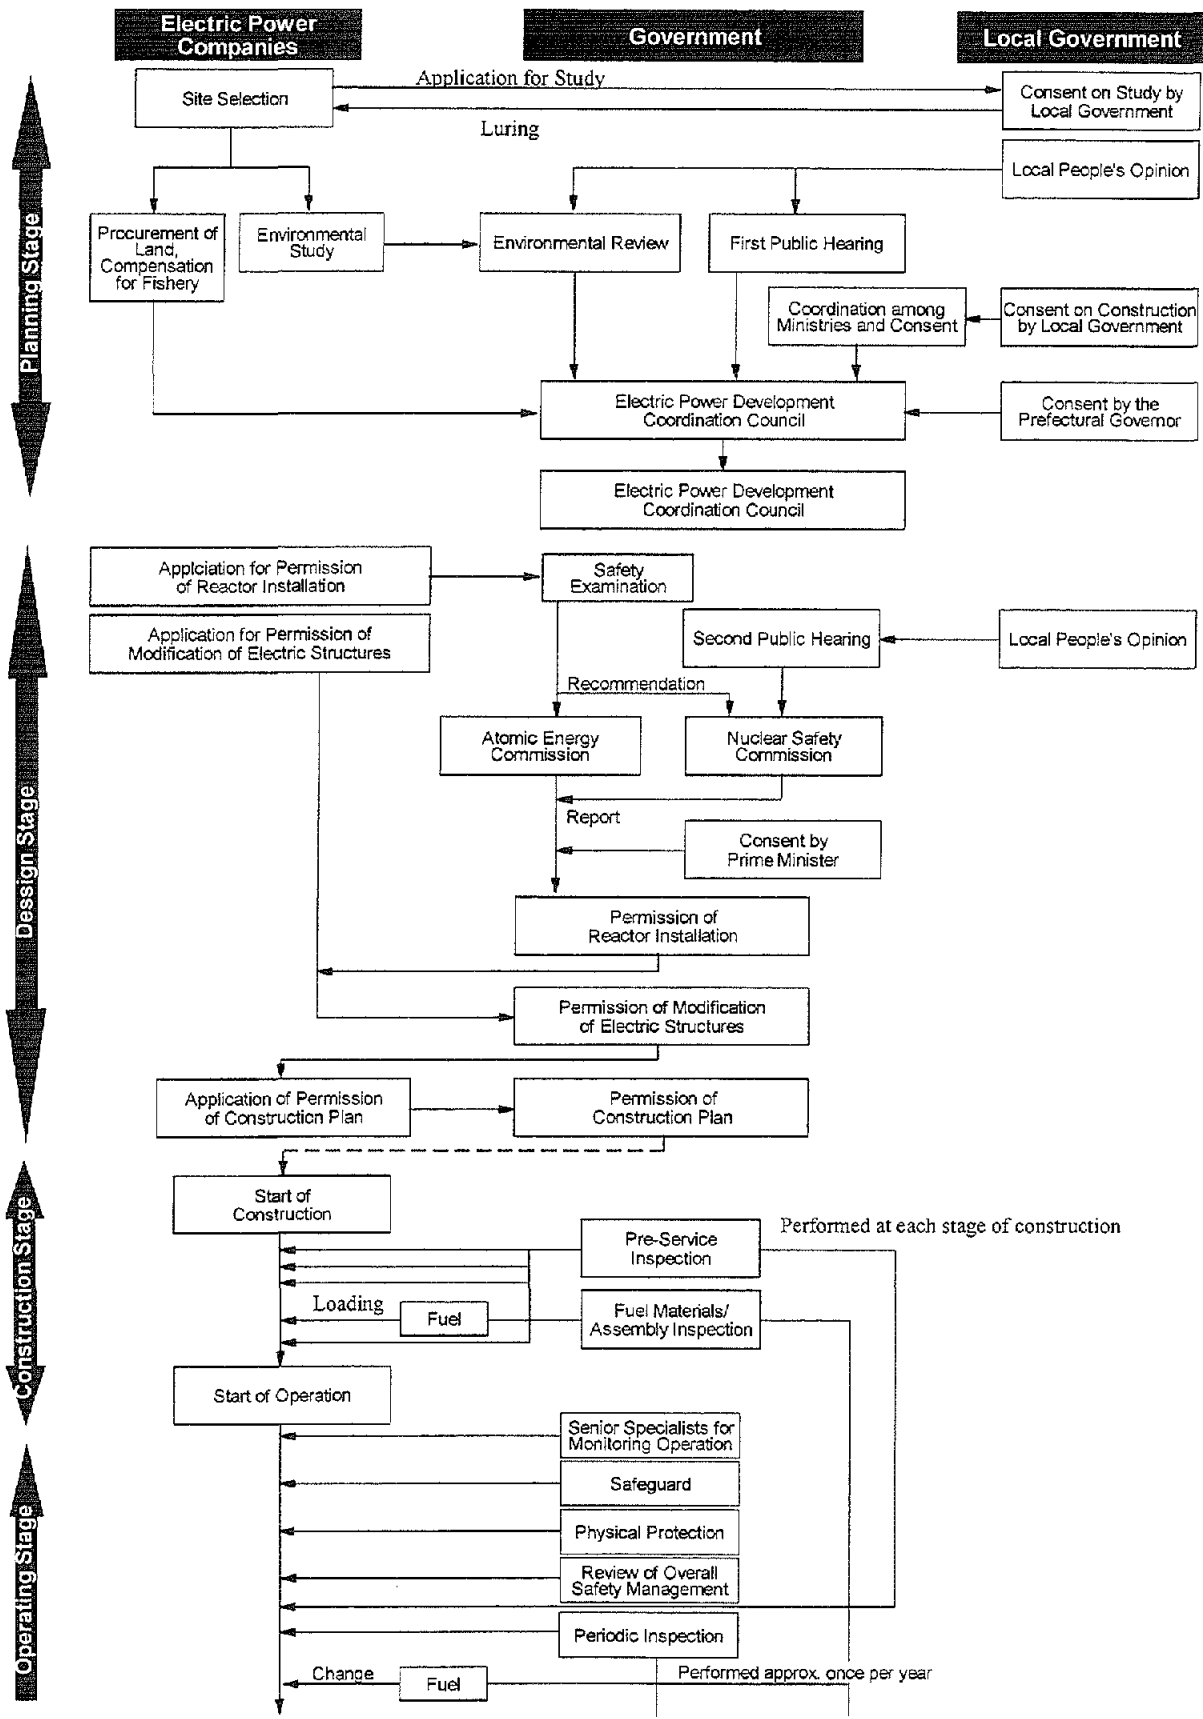 Electric Power
Companies
Government
Local Government
Application for Study
Site Selection
Consent on Study by
Local Government
Luring
Local People's Opinion
Planning Stage
Procurement of
Land,
Compensation
for Fishery
Environmental
Study
Environmental Review
First Public Hearing
Coordination among
Ministries and Consent
Consent on Construction
by Local Government
Electric Power Development
Coordination Council
Consent by the
Prefectural Governor
Electric Power Development
Coordination Council
Dessign Stage
Applciation for Permission
of Reactor Installation
Safety
Examination
Application for Permission of
Modification of Electric Structures
Second Public Hearing
Local People's Opinion
Recommendation
Atomic Energy
Commission
Nuclear Safety
Commission
Report
Consent by
Prime Minister
Permission of
Reactor Installation
Permission of Modification
of Electric Structures
Application of Permission
of Construction Plan
Permission of
Construction Plan
Construction Stage
Start of
Construction
Pre-Service
Inspection
Performed at each stage of construction
Loading
Fuel
Fuel Materials/
Assembly Inspection
Start of Operation
Operating Stage
Senior Specialists for
Monitoring Operation
Safeguard
Physical Protection
Review of Overall
Safety Management
Periodic Inspection
Change
Fuel
Performed approx. once per year